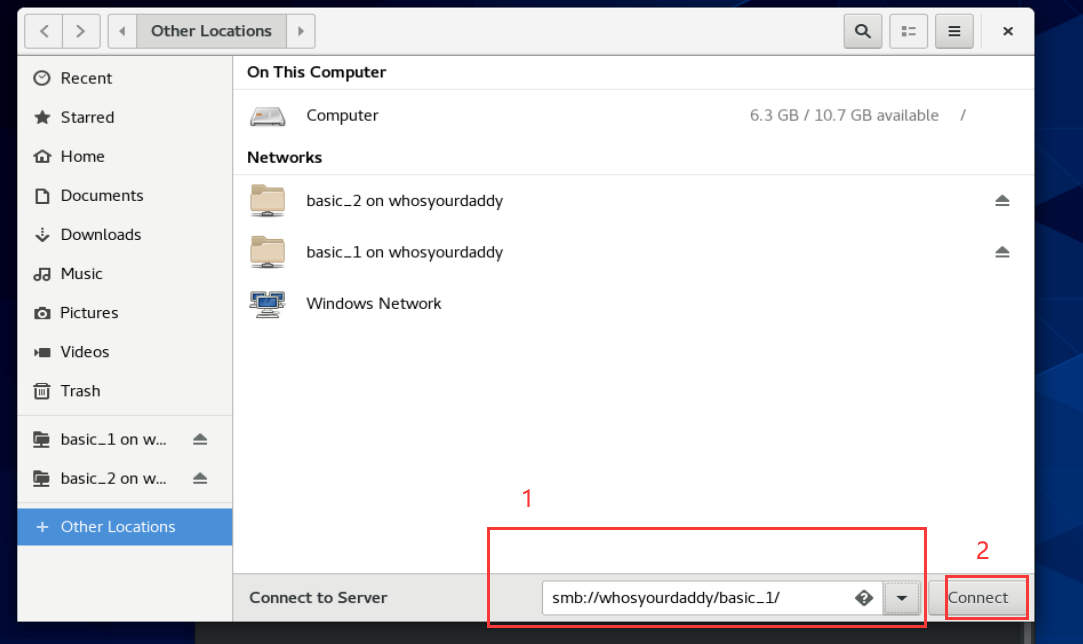 Other Locations
Recent
Starred
Home
Documents
Downloads
Music
Pictures
Videos
Trash
basic_1 on w...
basic_2 on w...
Other Locations
On This Computer
Computer 6.3 GB / 10.7 GB available /
Networks
basic_2 on whosyourdaddy
basic_1 on whosyourdaddy
Windows Network
1
2
Connect to Server smb://whosyourdaddy/basic_1/ Connect